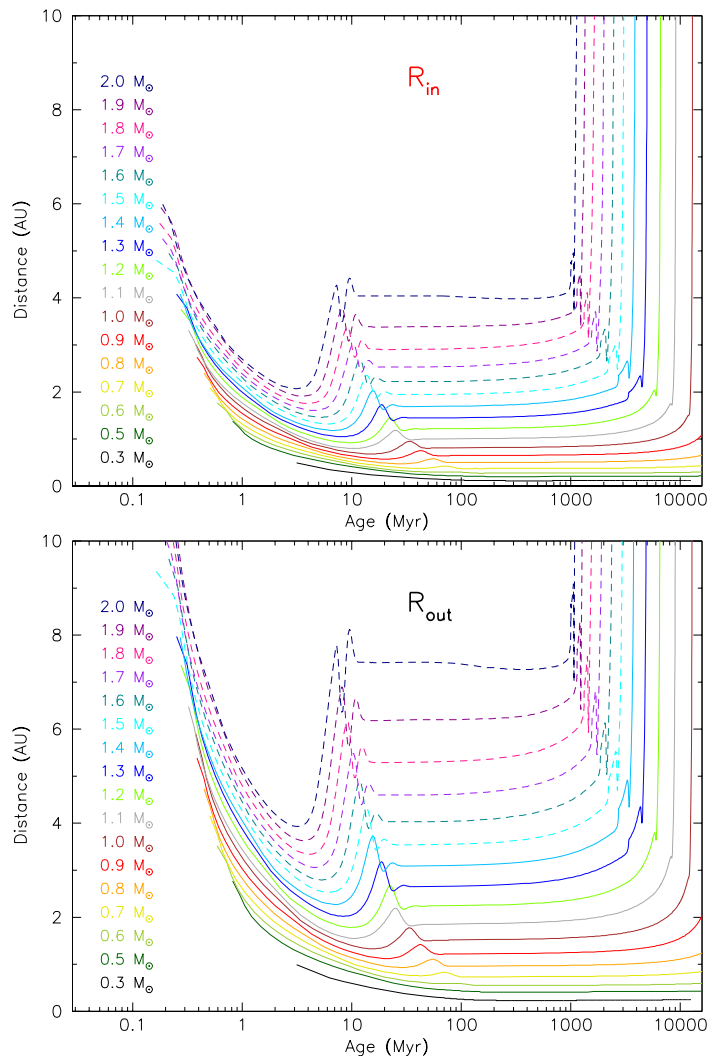 10
R_in
2.0 M☉
1.9 M☉
8
1.8 M☉
1.7 M☉
1.6 M☉
6
1.5 M☉
1.4 M☉
1.3 M☉
1.2 M☉
4
1.1 M☉
1.0 M☉
0.9 M☉
0.8 M☉
2
0.7 M☉
0.6 M☉
0.5 M☉
0.3 M☉
0
Distance (AU)
0.1 1 10 100 1000 10000
Age (Myr)
10
R_out
2.0 M☉
1.9 M☉
8
1.8 M☉
1.7 M☉
1.6 M☉
6
1.5 M☉
1.4 M☉
1.3 M☉
1.2 M☉
4
1.1 M☉
1.0 M☉
0.9 M☉
0.8 M☉
2
0.7 M☉
0.6 M☉
0.5 M☉
0.3 M☉
0
Distance (AU)
0.1 1 10 100 1000 10000
Age (Myr)